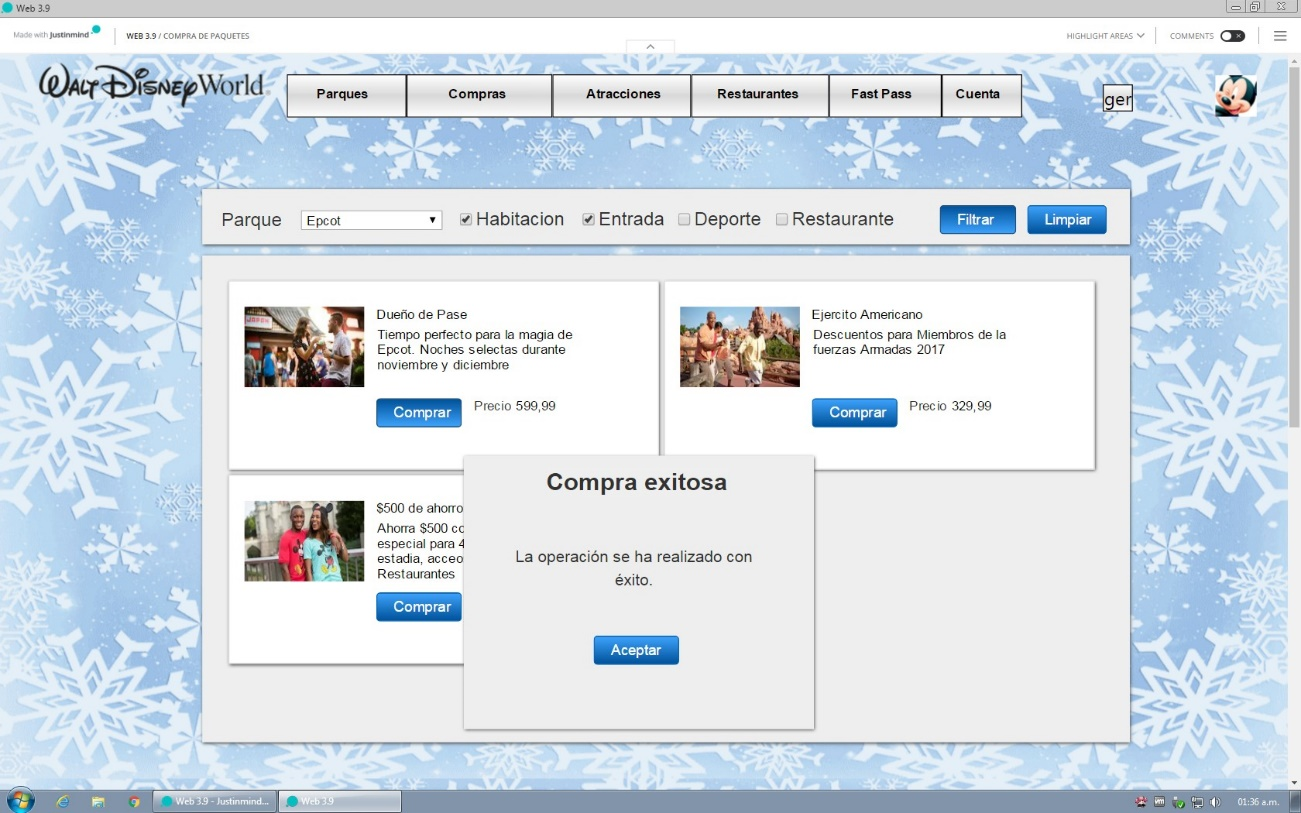 Web 3.9
Made with Justinmind
WEB 3.9 / COMPRA DE PAQUETES
HIGHLIGHT AREAS
COMMENTS
WALT DISNEY World
Parques
Compras
Atracciones
Restaurantes
Fast Pass
Cuenta
ger
Parque
Epcot
Habitacion
Entrada
Deporte
Restaurante
Filtrar
Limpiar
Dueño de Pase
Tiempo perfecto para la magia de
Epcot. Noches selectas durante
noviembre y diciembre
Comprar
Precio 599,99
Ejercito Americano
Descuentos para Miembros de la
fuerzas Armadas 2017
Comprar
Precio 329,99
$500 de ahorro
Ahorra $500 co
especial para 4
estadia, acceo
Restaurantes
Comprar
Compra exitosa
La operación se ha realizado con
éxito.
Aceptar
Web 3.9 - Justinmind...
Web 3.9
01:36 a.m.